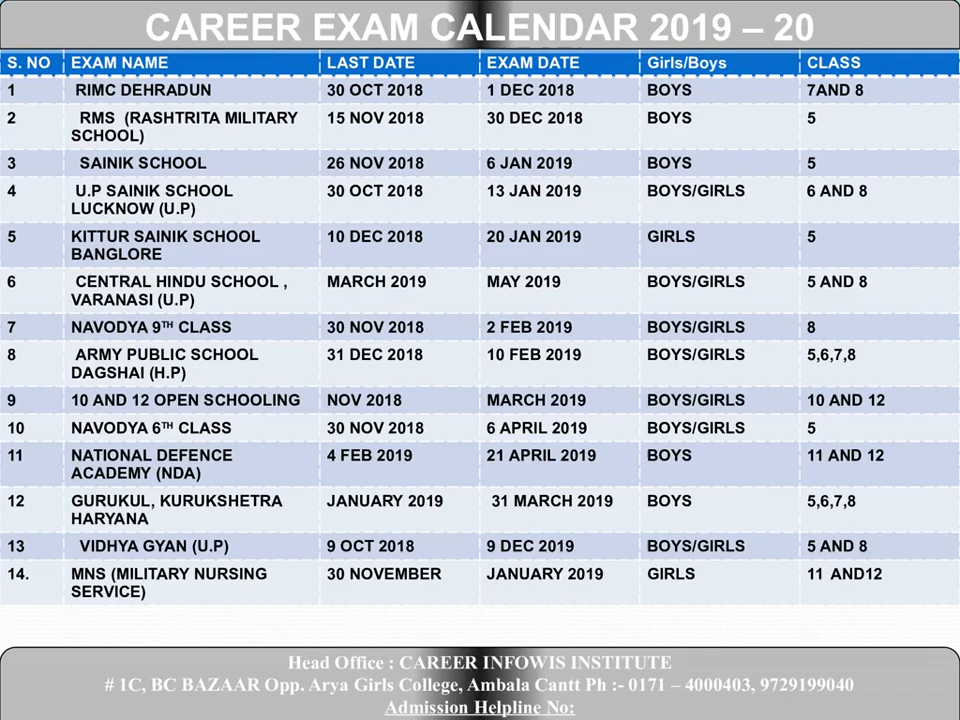 CAREER EXAM CALENDAR 2019 – 20
S. NO EXAM NAME LAST DATE EXAM DATE Girls/Boys CLASS
1 RIMC DEHRADUN 30 OCT 2018 1 DEC 2018 BOYS 7AND 8
2 RMS (RASHTRITA MILITARY 15 NOV 2018 30 DEC 2018 BOYS 5
SCHOOL)
3 SAINIK SCHOOL 26 NOV 2018 6 JAN 2019 BOYS 5
4 U.P SAINIK SCHOOL 30 OCT 2018 13 JAN 2019 BOYS/GIRLS 6 AND 8
LUCKNOW (U.P)
5 KITTUR SAINIK SCHOOL 10 DEC 2018 20 JAN 2019 GIRLS 5
BANGLORE
6 CENTRAL HINDU SCHOOL , MARCH 2019 MAY 2019 BOYS/GIRLS 5 AND 8
VARANASI (U.P)
7 NAVODYA 9TH CLASS 30 NOV 2018 2 FEB 2019 BOYS/GIRLS 8
8 ARMY PUBLIC SCHOOL 31 DEC 2018 10 FEB 2019 BOYS/GIRLS 5,6,7,8
DAGSHAI (H.P)
9 10 AND 12 OPEN SCHOOLING NOV 2018 MARCH 2019 BOYS/GIRLS 10 AND 12
10 NAVODYA 6TH CLASS 30 NOV 2018 6 APRIL 2019 BOYS/GIRLS 5
11 NATIONAL DEFENCE 4 FEB 2019 21 APRIL 2019 BOYS 11 AND 12
ACADEMY (NDA)
12 GURUKUL, KURUKSHETRA JANUARY 2019 31 MARCH 2019 BOYS 5,6,7,8
HARYANA
13 VIDHYA GYAN (U.P) 9 OCT 2018 9 DEC 2019 BOYS/GIRLS 5 AND 8
14. MNS (MILITARY NURSING 30 NOVEMBER JANUARY 2019 GIRLS 11 AND12
SERVICE)
Head Office : CAREER INFOWIS INSTITUTE
# 1C, BC BAZAAR Opp. Arya Girls College, Ambala Cantt Ph :- 0171 – 4000403, 9729199040
Admission Helpline No: